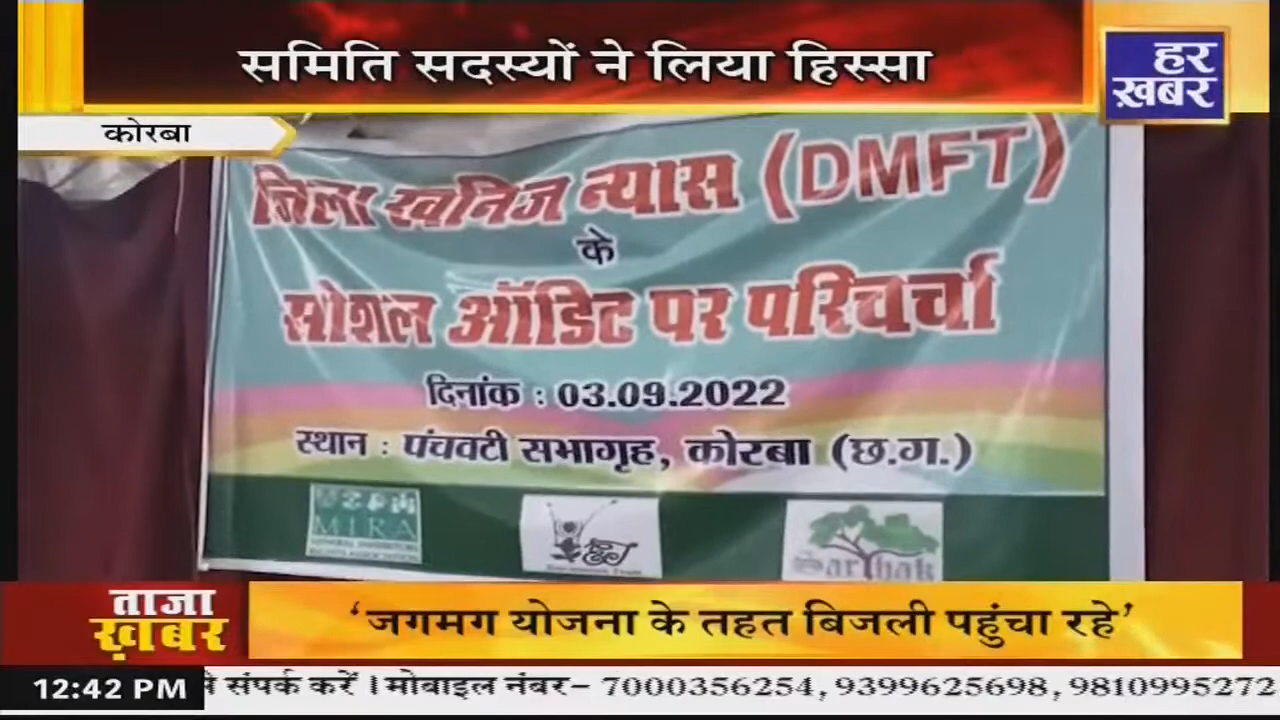 समिति सदस्यों ने लिया हिस्सा
हर
ख़बर
कोरबा
जिला खनिज न्यास (DMFT)
के
सोशल ऑडिट पर परिचर्चा
दिनांक : 03.09.2022
स्थान : पंचवटी सभागृह, कोरबा (छ.ग.)
MIRA
Sarthak
ताजा
ख़बर
‘जगमग योजना के तहत बिजली पहुंचा रहे’
12:42 PM
संपर्क करें । मोबाइल नंबर– 7000356254, 9399625698, 9810995272